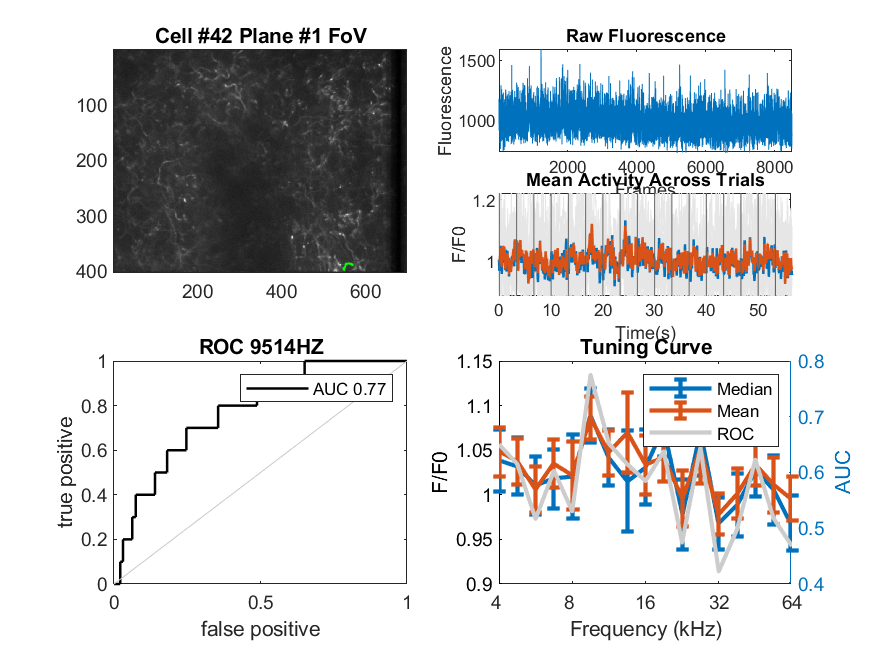 Cell #42 Plane #1 FoV
100
200
300
400
200
400
600
Raw Fluorescence
Fluorescence
1500
1000
2000
4000
6000
8000
Frames
Mean Activity Across Trials
F/F0
1.2
1
0
10
20
30
40
50
Time(s)
ROC 9514HZ
true positive
1
0.8
0.6
0.4
0.2
0
AUC 0.77
0
0.5
1
false positive
Tuning Curve
F/F0
1.15
1.1
1.05
1
0.95
0.9
Median
Mean
ROC
0.8
0.7
0.6
0.5
0.4
AUC
4
8
16
32
64
Frequency (kHz)